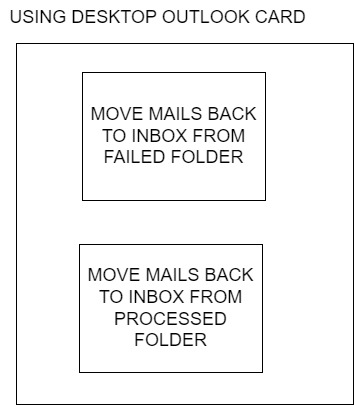 USING DESKTOP OUTLOOK CARD
MOVE MAILS BACK
TO INBOX FROM
FAILED FOLDER
MOVE MAILS BACK
TO INBOX FROM
PROCESSED
FOLDER